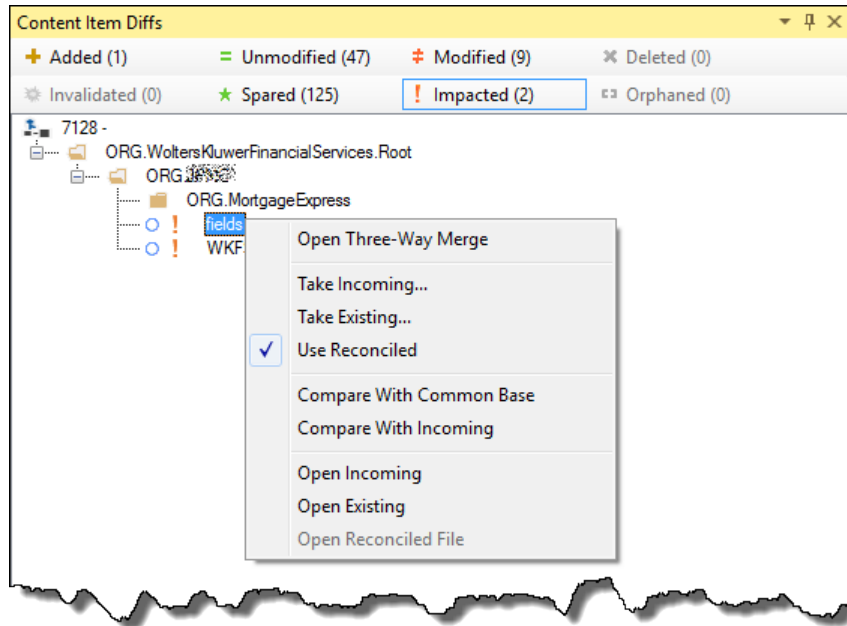 Content Item Diffs
Added (1) Unmodified (47) Modified (9) Deleted (0)
Invalidated (0) Spared (125) Impacted (2) Orphaned (0)
7128 -
ORG.WoltersKluwerFinancialServices.Root
ORG.
ORG.MortgageExpress
fields
WKF
Open Three-Way Merge
Take Incoming...
Take Existing...
Use Reconciled
Compare With Common Base
Compare With Incoming
Open Incoming
Open Existing
Open Reconciled File